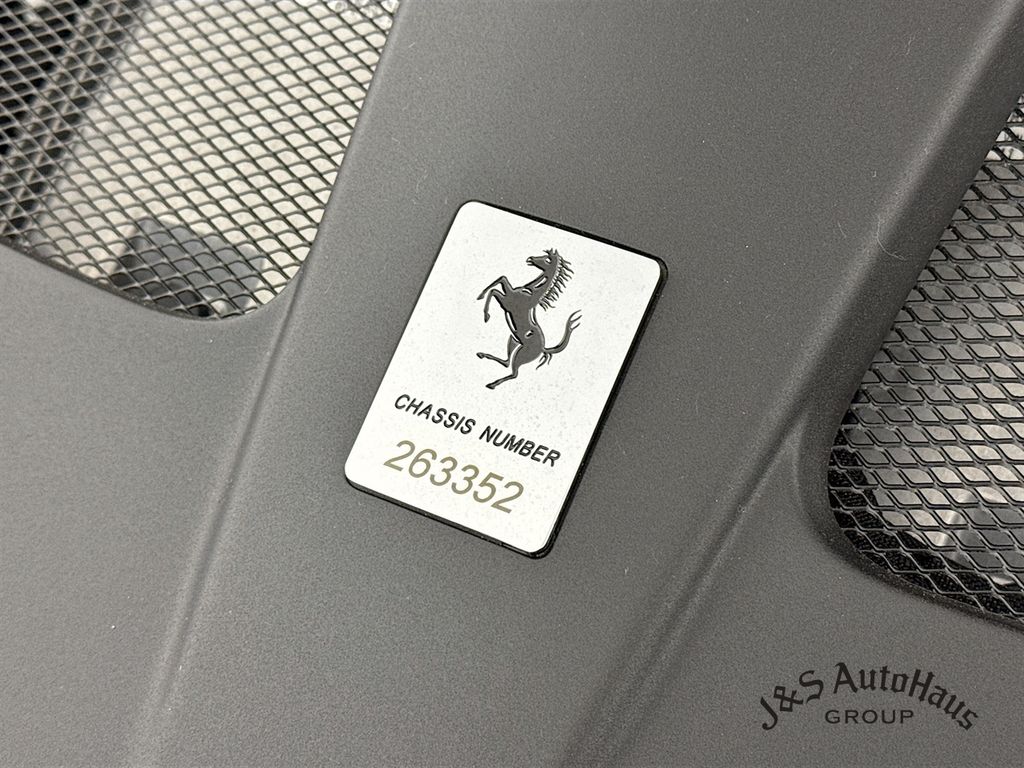 CHASSIS NUMBER
263352
J&S AutoHaus
GROUP